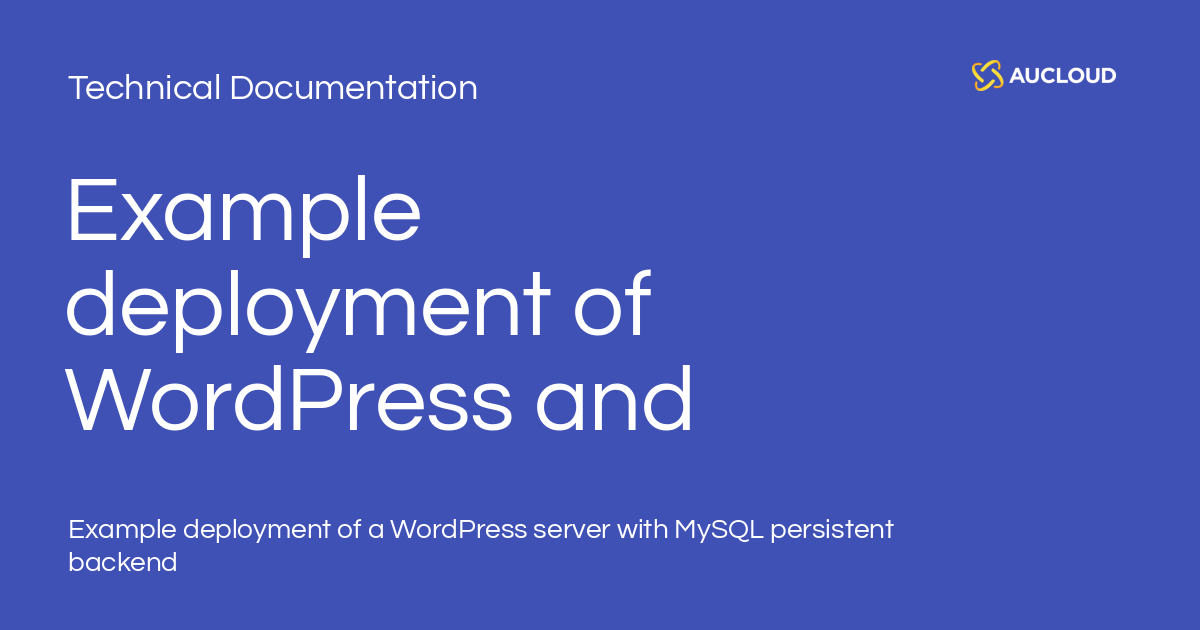 Technical Documentation
AUCLOUD
Example
deployment of
WordPress and
Example deployment of a WordPress server with MySQL persistent
backend